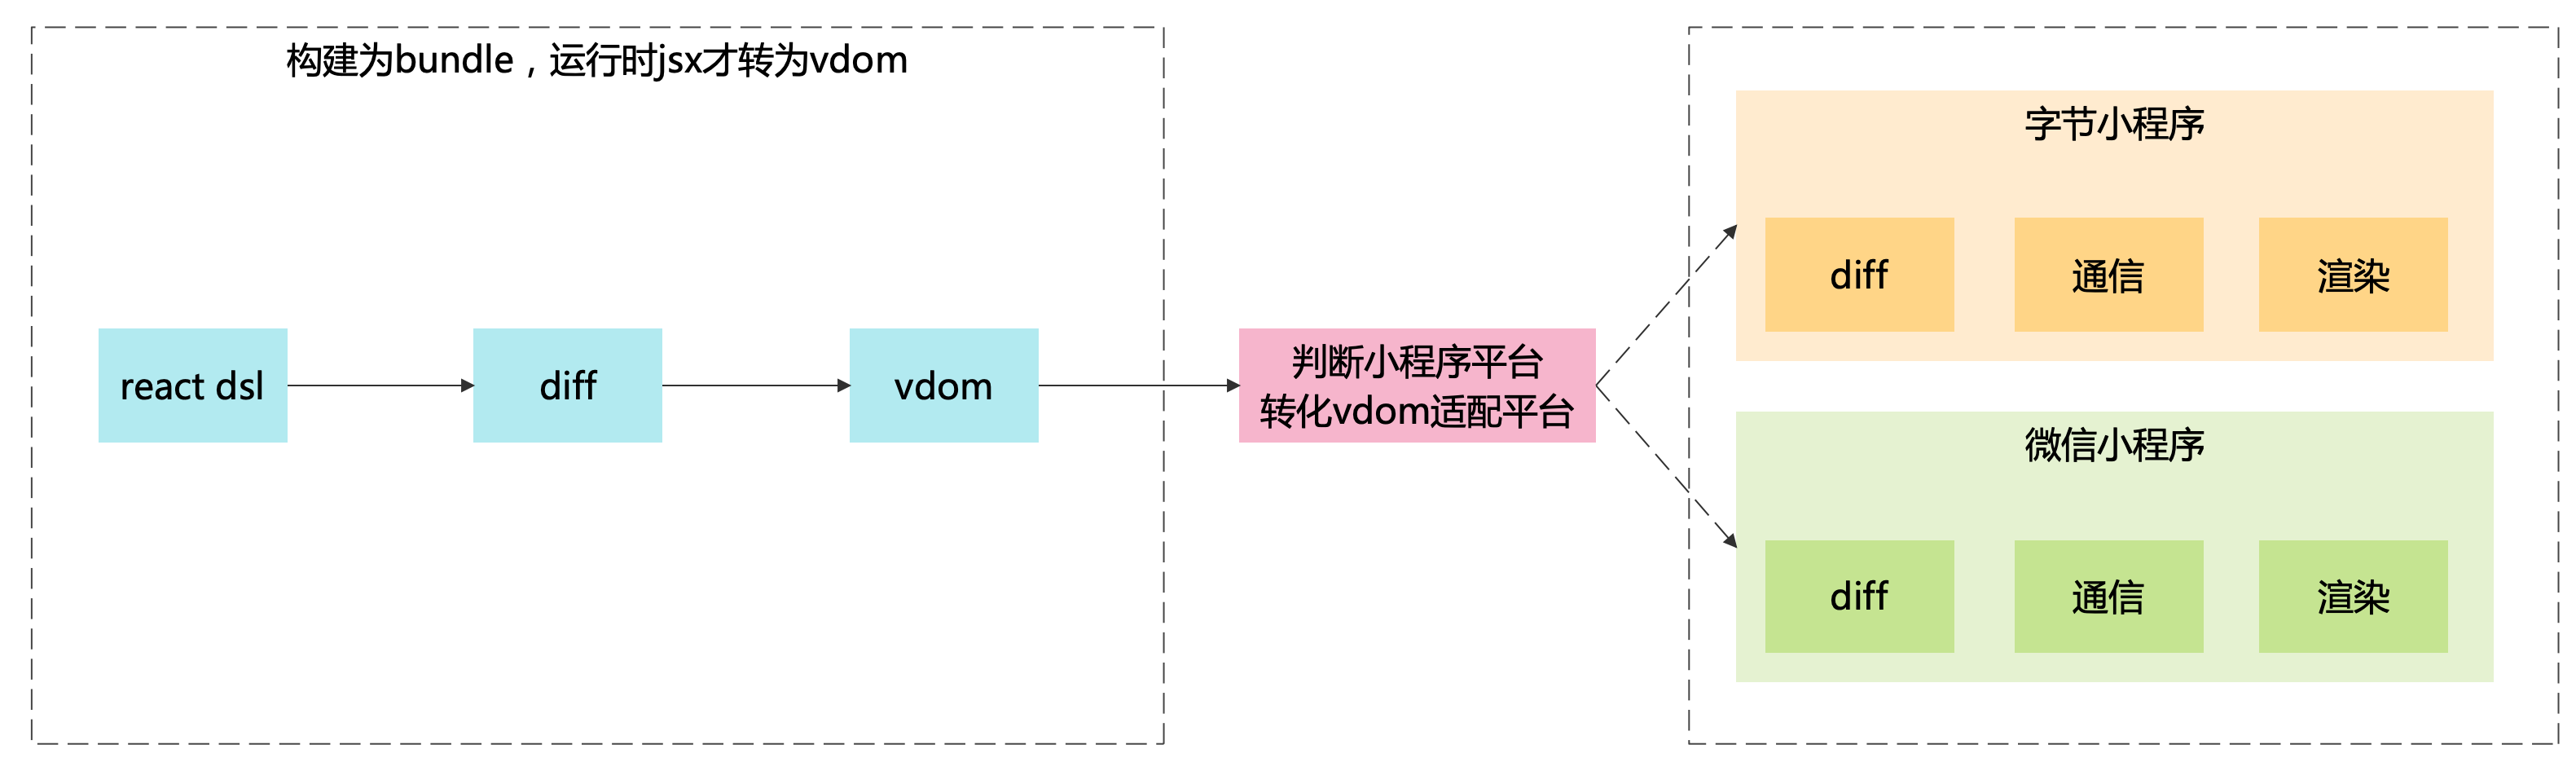 构建为bundle，运行时jsx才转为vdom
react dsl
diff
vdom
判断小程序平台
转化vdom适配平台
字节小程序
diff
通信
渲染
微信小程序
diff
通信
渲染